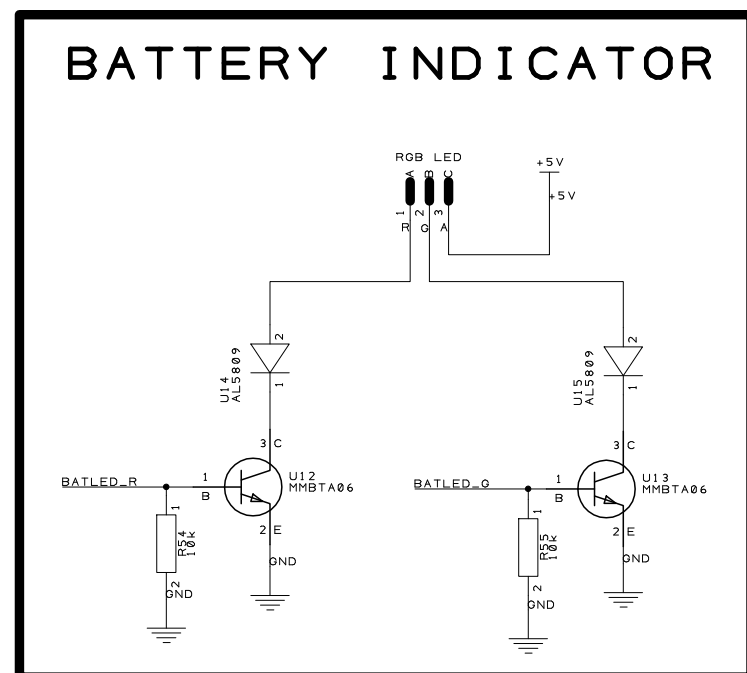 BATTERY INDICATOR
RGB LED
A B C
1 2 3
R G A
+5V
+5V
2
U14
AL5809
1
2
U15
AL5809
1
3 C
1
B
U12
MMBTA06
2 E
GND
BATLED_R
1
R54
10k
2
GND
3 C
1
B
U13
MMBTA06
2 E
GND
BATLED_G
1
R55
10k
2
GND